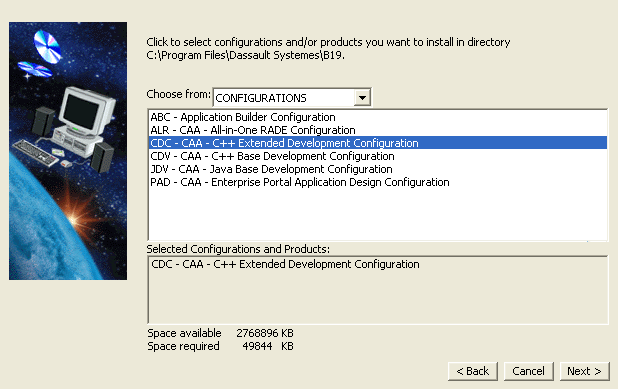 Click to select configurations and/or products you want to install in directory
C:\Program Files\Dassault Systemes\B19.
Choose from: CONFIGURATIONS
ABC - Application Builder Configuration
ALR - CAA - All-in-One RADE Configuration
CDC - CAA - C++ Extended Development Configuration
CDV - CAA - C++ Base Development Configuration
JDV - CAA - Java Base Development Configuration
PAD - CAA - Enterprise Portal Application Design Configuration
Selected Configurations and Products:
CDC - CAA - C++ Extended Development Configuration
Space available 2768896 KB
Space required 49844 KB
< Back Cancel Next >